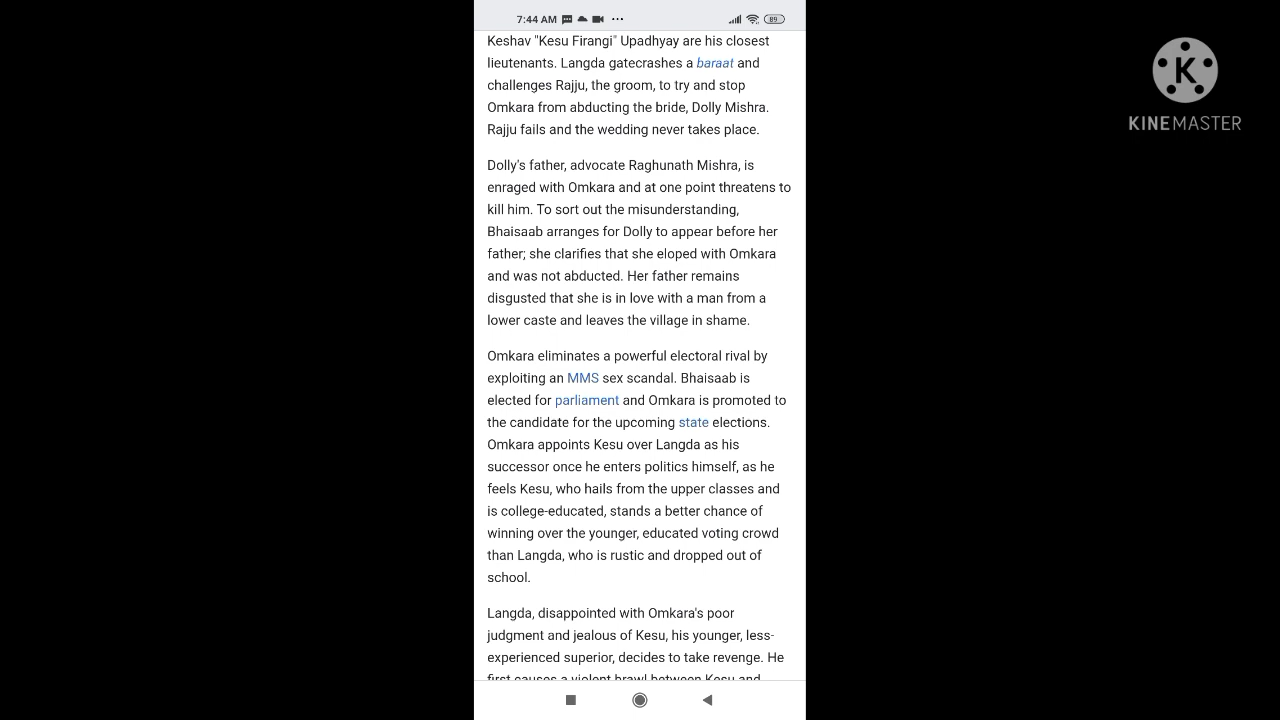 7:44 AM
89
Keshav "Kesu Firangi" Upadhyay are his closest
lieutenants. Langda gatecrashes a baraat and
challenges Rajju, the groom, to try and stop
Omkara from abducting the bride, Dolly Mishra.
Rajju fails and the wedding never takes place.
Dolly's father, advocate Raghunath Mishra, is
enraged with Omkara and at one point threatens to
kill him. To sort out the misunderstanding,
Bhaisaab arranges for Dolly to appear before her
father; she clarifies that she eloped with Omkara
and was not abducted. Her father remains
disgusted that she is in love with a man from a
lower caste and leaves the village in shame.
Omkara eliminates a powerful electoral rival by
exploiting an MMS sex scandal. Bhaisaab is
elected for parliament and Omkara is promoted to
the candidate for the upcoming state elections.
Omkara appoints Kesu over Langda as his
successor once he enters politics himself, as he
feels Kesu, who hails from the upper classes and
is college-educated, stands a better chance of
winning over the younger, educated voting crowd
than Langda, who is rustic and dropped out of
school.
Langda, disappointed with Omkara's poor
judgment and jealous of Kesu, his younger, less-
experienced superior, decides to take revenge. He
first causes a violent brawl between Kesu and
K
KINEMASTER